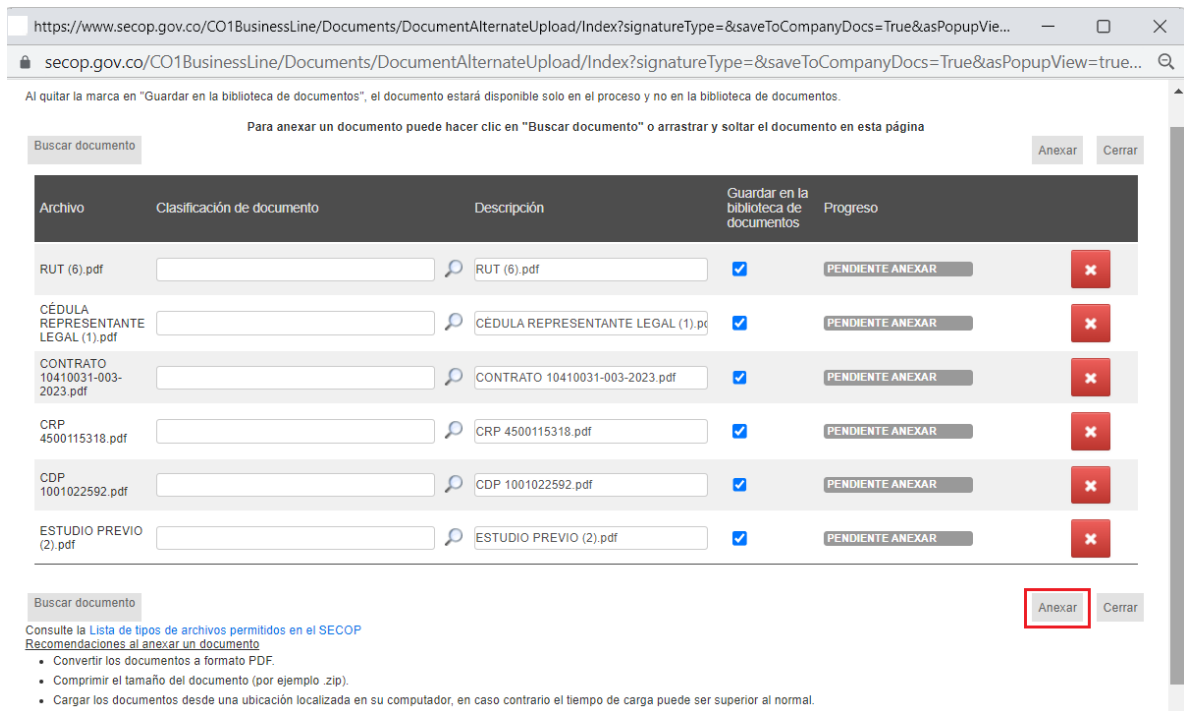 https://www.secop.gov.co/CO1BusinessLine/Documents/DocumentAlternateUpload/Index?signatureType=&saveToCompanyDocs=True&asPopupVie...
secop.gov.co/CO1BusinessLine/Documents/DocumentAlternateUpload/Index?signatureType=&saveToCompanyDocs=True&asPopupView=true...
Al quitar la marca en "Guardar en la biblioteca de documentos", el documento estará disponible solo en el proceso y no en la biblioteca de documentos.
Para anexar un documento puede hacer clic en "Buscar documento" o arrastrar y soltar el documento en esta página
Buscar documento Anexar Cerrar
Archivo Clasificación de documento Descripción Guardar en la biblioteca de documentos Progreso
RUT (6).pdf RUT (6).pdf PENDIENTE ANEXAR
CÉDULA
REPRESENTANTE CÉDULA REPRESENTANTE LEGAL (1).pd PENDIENTE ANEXAR
LEGAL (1).pdf
CONTRATO
10410031-003- CONTRATO 10410031-003-2023.pdf PENDIENTE ANEXAR
2023.pdf
CRP
4500115318.pdf CRP 4500115318.pdf PENDIENTE ANEXAR
CDP
1001022592.pdf CDP 1001022592.pdf PENDIENTE ANEXAR
ESTUDIO PREVIO
(2).pdf ESTUDIO PREVIO (2).pdf PENDIENTE ANEXAR
Buscar documento Anexar Cerrar
Consulte la Lista de tipos de archivos permitidos en el SECOP
Recomendaciones al anexar un documento
• Convertir los documentos a formato PDF.
• Comprimir el tamaño del documento (por ejemplo .zip).
• Cargar los documentos desde una ubicación localizada en su computador, en caso contrario el tiempo de carga puede ser superior al normal.